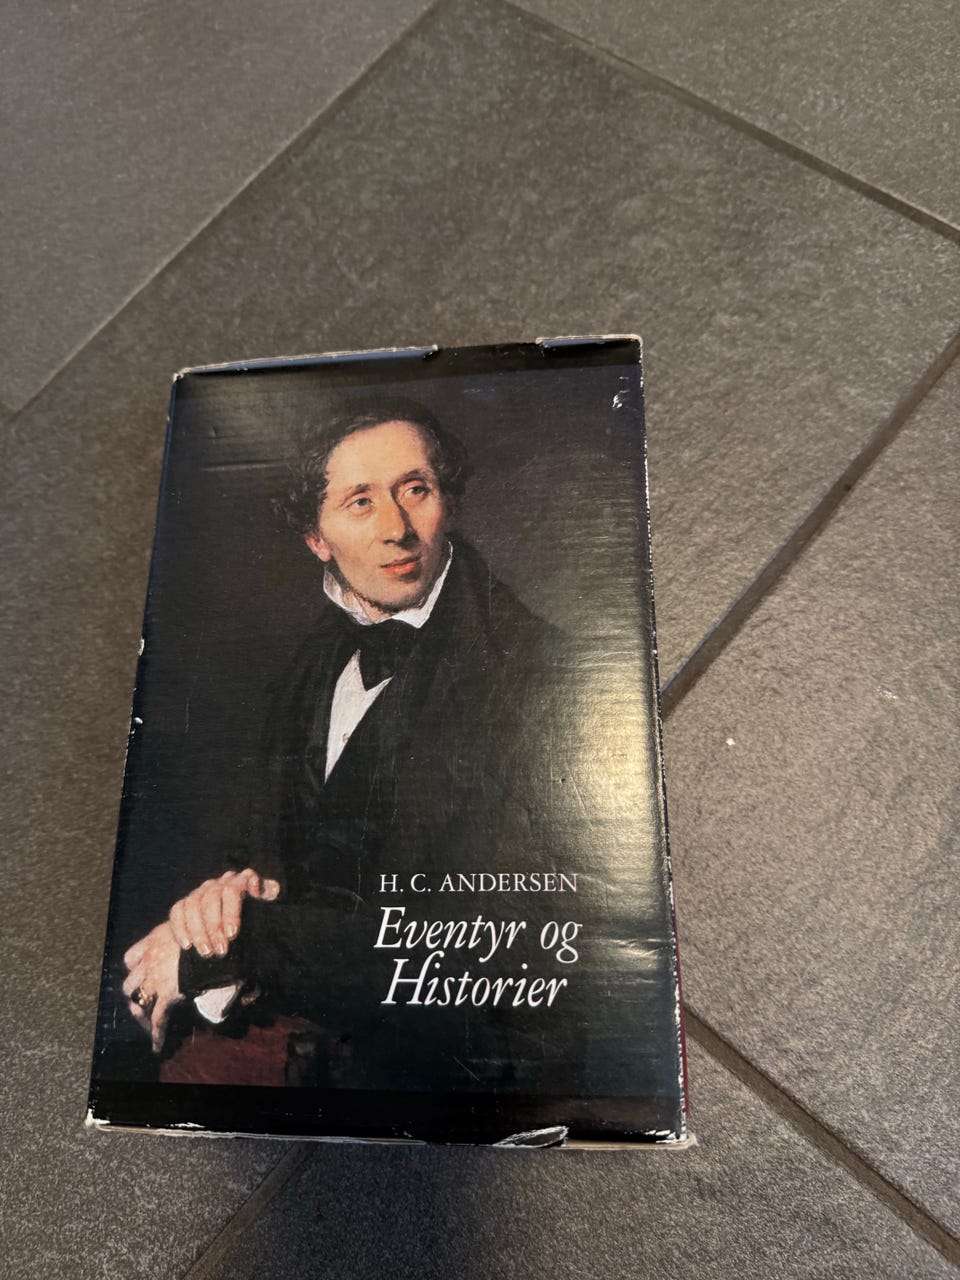 H. C. ANDERSEN
Eventyr og
Historier